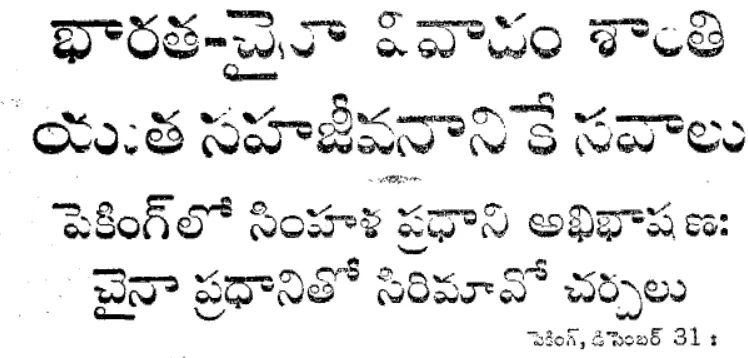 భారత-చైనా వివాదం శాంతి
యుత సహజీవనానికే సవాలు
పెకింగ్‌లో సింహళ ప్రధాని అభిభాషణ:
చైనా ప్రధానితో సిరిమావో చర్చలు
పెకింగ్, డిసెంబర్ 31 :